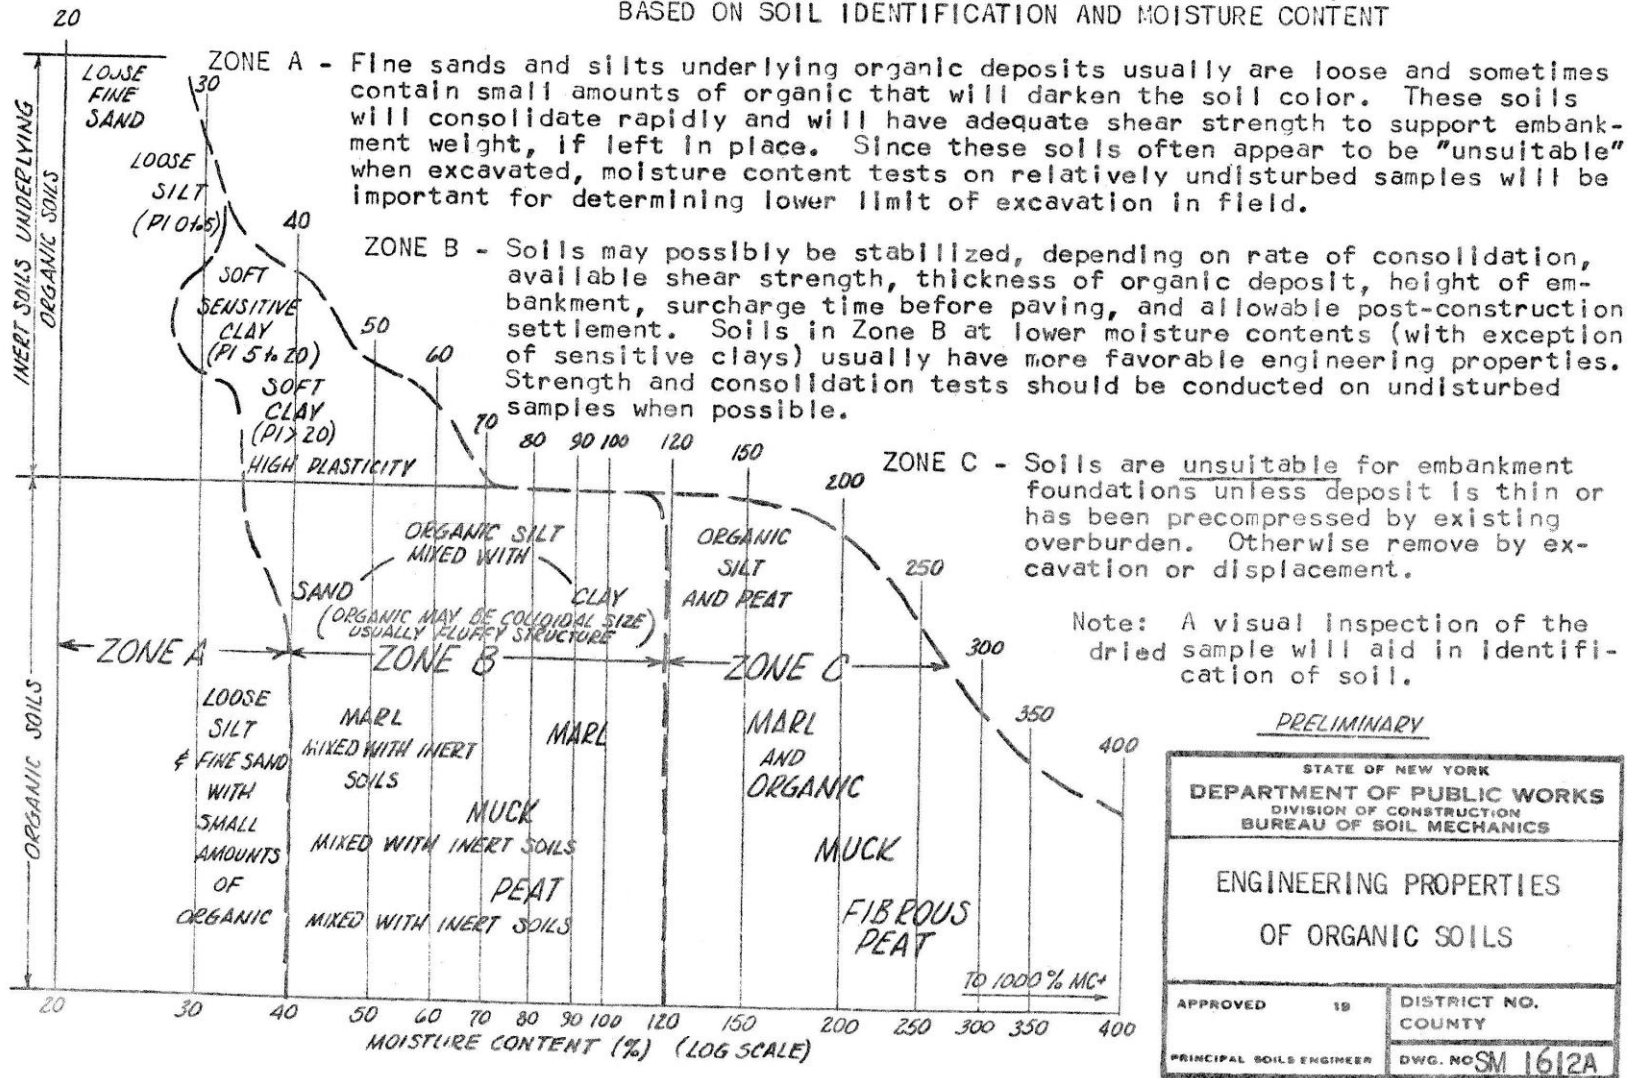 BASED ON SOIL IDENTIFICATION AND MOISTURE CONTENT
20
ZONE A - Fine sands and silts underlying organic deposits usually are loose and sometimes
contain small amounts of organic that will darken the soil color. These soils
will consolidate rapidly and will have adequate shear strength to support embank-
ment weight, if left in place. Since these soils often appear to be "unsuitable"
when excavated, moisture content tests on relatively undisturbed samples will be
important for determining lower limit of excavation in field.
ZONE B - Soils may possibly be stabilized, depending on rate of consolidation,
available shear strength, thickness of organic deposit, height of em-
bankment, surcharge time before paving, and allowable post-construction
settlement. Soils in Zone B at lower moisture contents (with exception
of sensitive clays) usually have more favorable engineering properties.
Strength and consolidation tests should be conducted on undisturbed
samples when possible.
ZONE C - Soils are unsuitable for embankment
foundations unless deposit is thin or
has been precompressed by existing
overburden. Otherwise remove by ex-
cavation or displacement.
Note: A visual inspection of the
dried sample will aid in identifi-
cation of soil.
INERT SOILS UNDERLYING
ORGANIC SOILS
ORGANIC SOILS
LOOSE
FINE
SAND
LOOSE
SILT
(PI 0 to 5)
SOFT
SENSITIVE
CLAY
(PI 5 to 20)
SOFT
CLAY
(PI > 20)
HIGH PLASTICITY
30
40
50
60
70
80
90
100
120
150
200
250
300
350
400
ORGANIC SILT
MIXED WITH
SAND
CLAY
(ORGANIC MAY BE COLLOIDAL SIZE
USUALLY FLUFFY STRUCTURE)
ORGANIC
SILT
AND PEAT
ZONE A
ZONE B
ZONE C
LOOSE
SILT
& FINE SAND
WITH
SMALL
AMOUNTS
OF
ORGANIC
MARL
MIXED WITH INERT
SOILS
MARL
MUCK
MIXED WITH INERT SOILS
PEAT
MIXED WITH INERT SOILS
MARL
AND
ORGANIC
MUCK
FIBROUS
PEAT
TO 1000 % MC+
20 30 40 50 60 70 80 90 100 120 150 200 250 300 350 400
MOISTURE CONTENT (%) (LOG SCALE)
PRELIMINARY
STATE OF NEW YORK
DEPARTMENT OF PUBLIC WORKS
DIVISION OF CONSTRUCTION
BUREAU OF SOIL MECHANICS
ENGINEERING PROPERTIES
OF ORGANIC SOILS
APPROVED 19
PRINCIPAL SOILS ENGINEER
DISTRICT NO.
COUNTY
DWG. NO SM 1612A